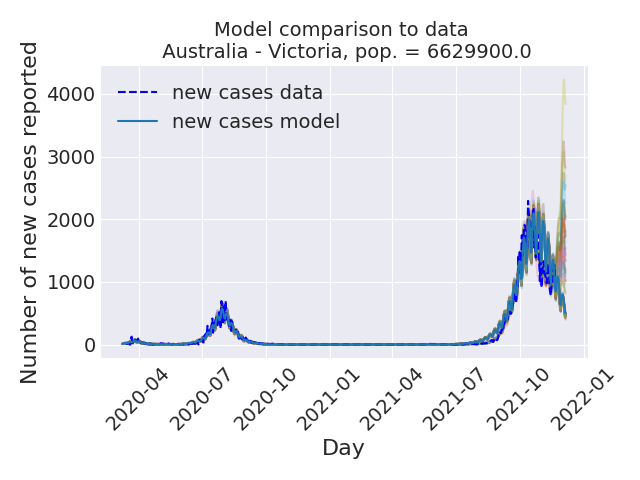 Model comparison to data
Australia - Victoria, pop. = 6629900.0
Number of new cases reported
new cases data
new cases model
4000
3000
2000
1000
0
2020-04
2020-07
2020-10
2021-01
2021-04
2021-07
2021-10
2022-01
Day